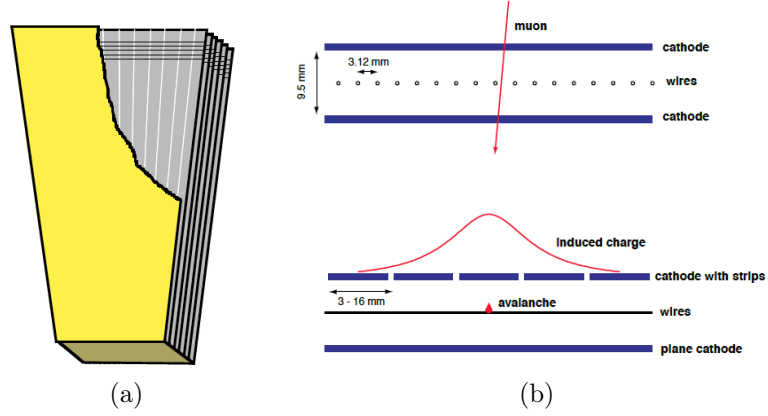 muon
cathode
3.12 mm
wires
9.5 mm
cathode
Induced charge
cathode with strips
3 - 16 mm
avalanche
wires
plane cathode
(a)
(b)